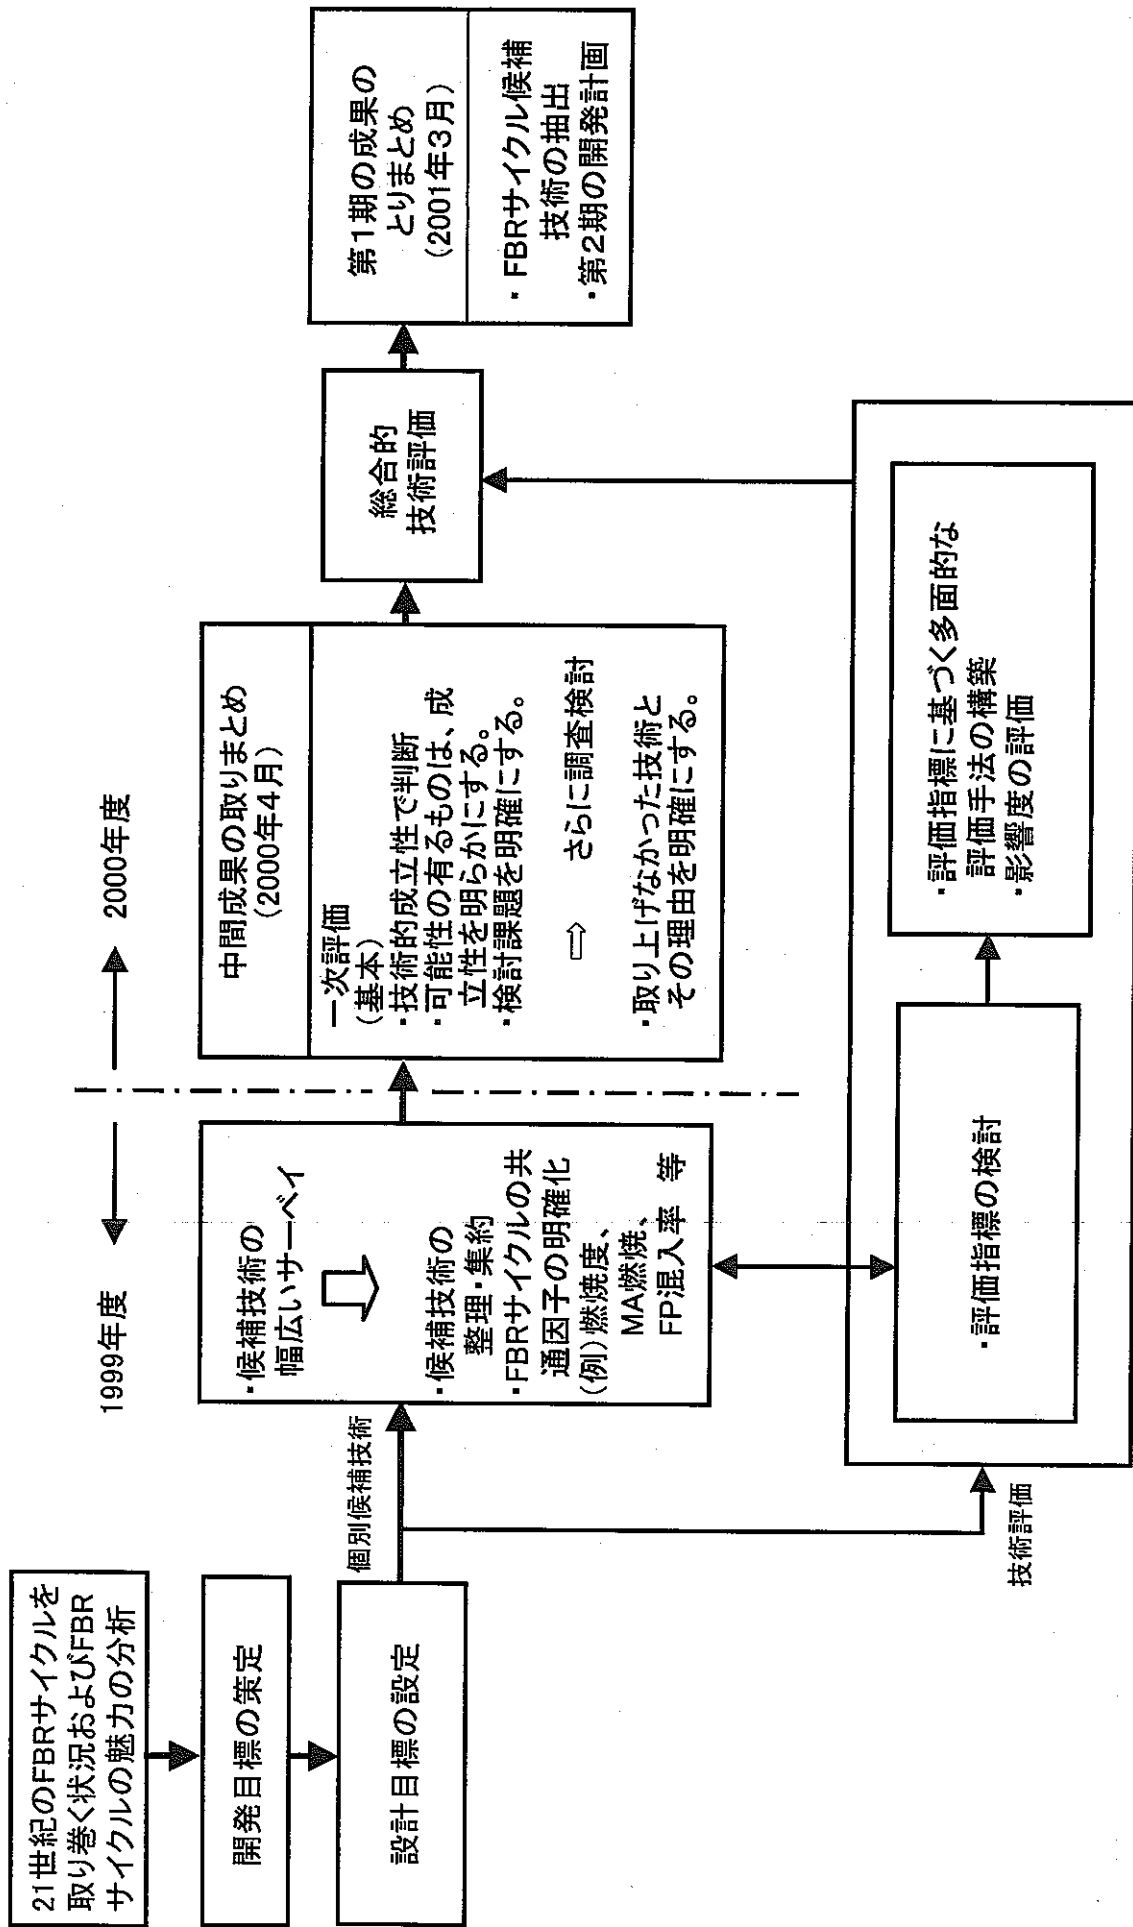 21世紀のFBRサイクルを
取り巻く状況およびFBR
サイクルの魅力の分析
開発目標の策定
設計目標の設定
個別候補技術
技術評価
1999年度
2000年度
・候補技術の
幅広いサーベイ
・候補技術の
整理・集約
・FBRサイクルの共
通因子の明確化
(例)燃焼度、
MA燃焼、
FP混入率 等
中間成果の取りまとめ
(2000年4月)
一次評価
(基本)
・技術的成立性で判断
・可能性の有るものは、成
立性を明らかにする。
・検討課題を明確にする。
⇨ さらに調査検討
・取り上げなかった技術と
その理由を明確にする。
総合的
技術評価
第1期の成果の
とりまとめ
(2001年3月)
・FBRサイクル候補
技術の抽出
・第2期の開発計画
・評価指標の検討
・評価指標に基づく多面的な
評価手法の構築
・影響度の評価